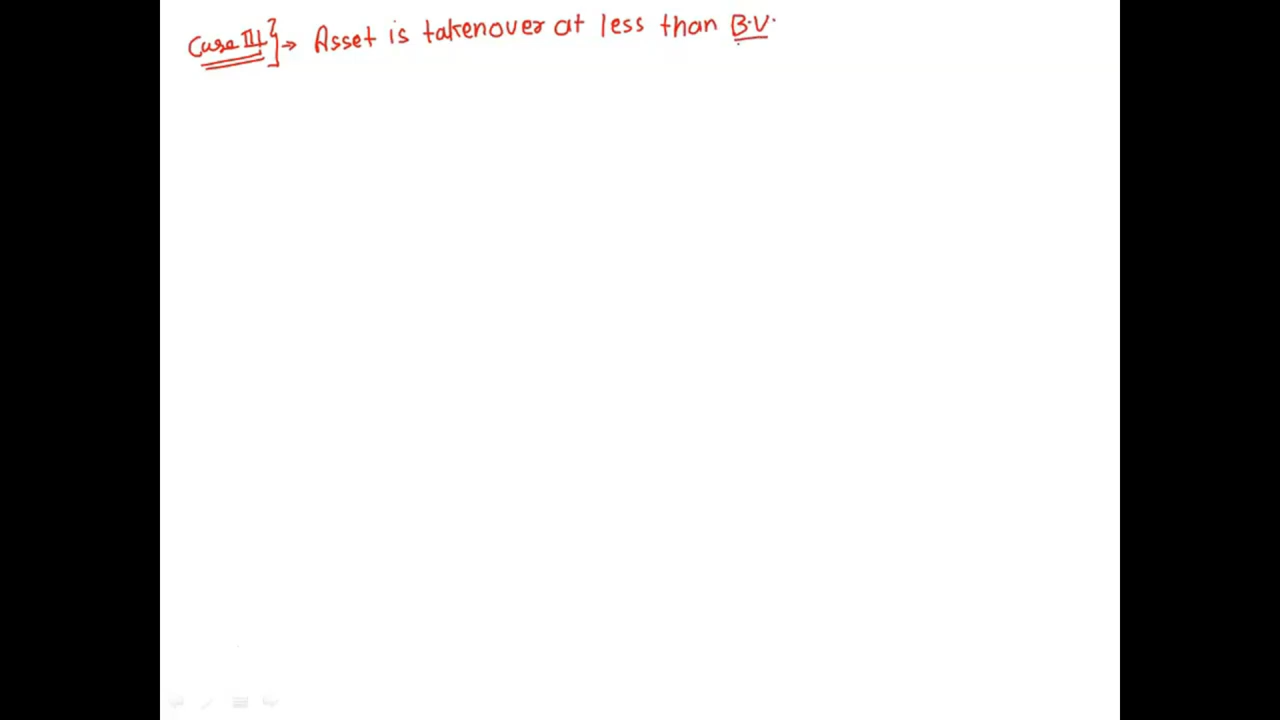 Case III} → Asset is takenover at less than B.V.